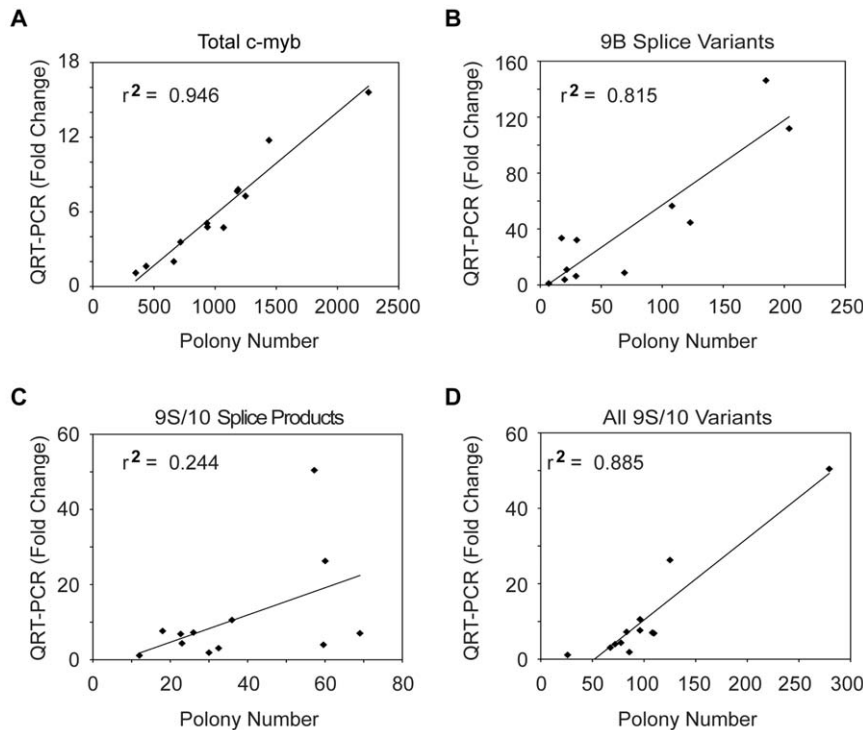 A
Total c-myb
r² = 0.946
QRT-PCR (Fold Change)
18
12
6
0
0 500 1000 1500 2000 2500
Polony Number
B
9B Splice Variants
r² = 0.815
QRT-PCR (Fold Change)
160
120
80
40
0
0 50 100 150 200 250
Polony Number
C
9S/10 Splice Products
r² = 0.244
QRT-PCR (Fold Change)
60
40
20
0
0 20 40 60 80
Polony Number
D
All 9S/10 Variants
r² = 0.885
QRT-PCR (Fold Change)
60
40
20
0
0 50 100 150 200 250 300
Polony Number